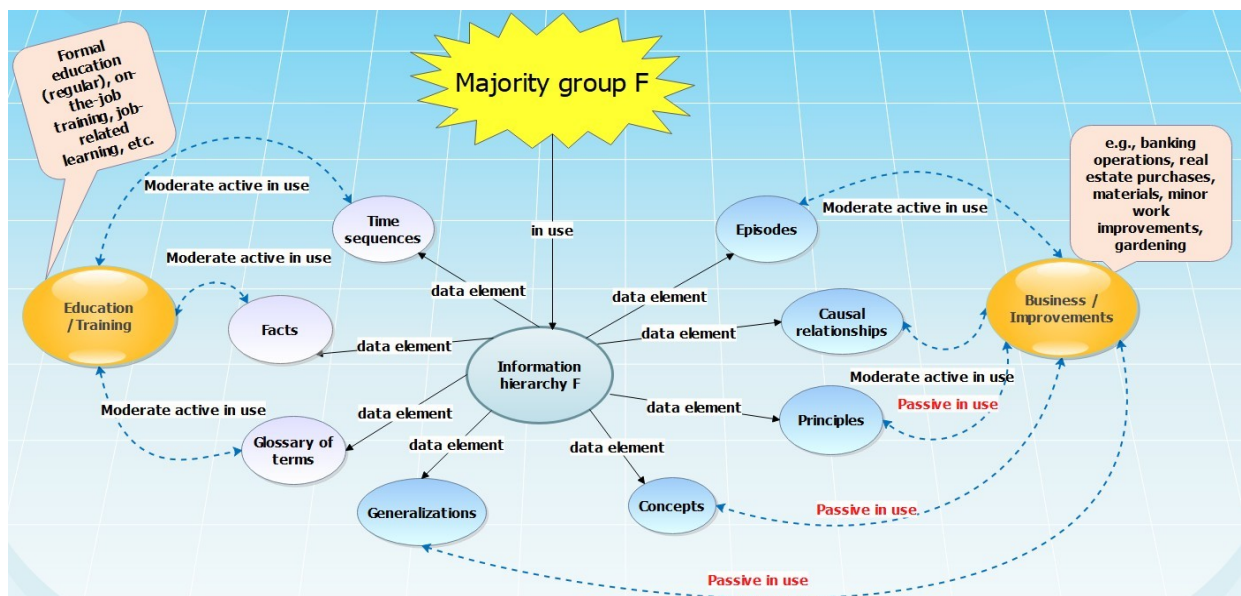 Majority group F
Formal
education
(regular), on-
the-job
training, job-
related
learning, etc.
e.g., banking
operations, real
estate purchases,
materials, minor
work
improvements,
gardening
Moderate active in use
Time
sequences
in use
Episodes
Moderate active in use
Moderate active in use
data element
data element
Education
/Training
Facts
data element
data element
Causal
relationships
Business /
Improvements
Information
hierarchy F
Moderate active in use
Moderate active in use
Passive in use
data element
data element
Principles
Glossary of
terms
data element
data element
Generalizations
Concepts
Passive in use
Passive in use